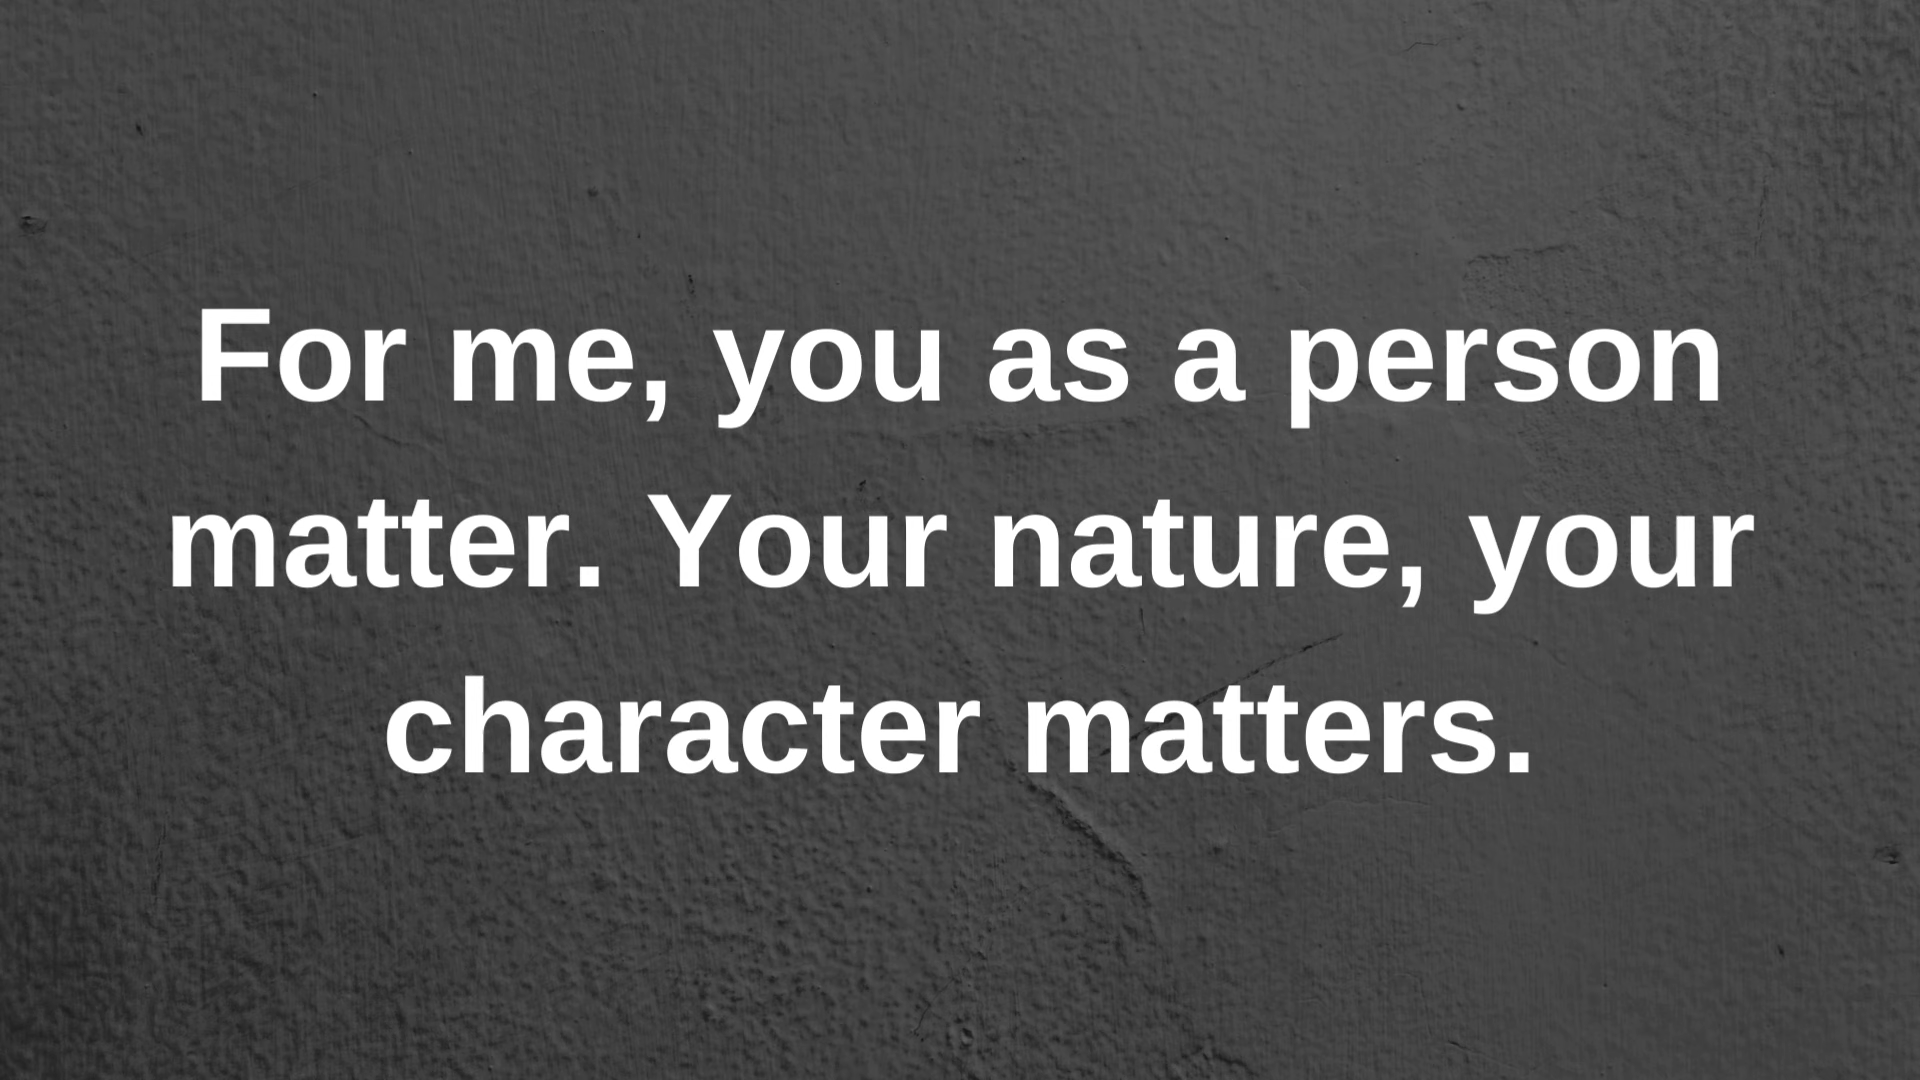 For me, you as a person
matter. Your nature, your
character matters.